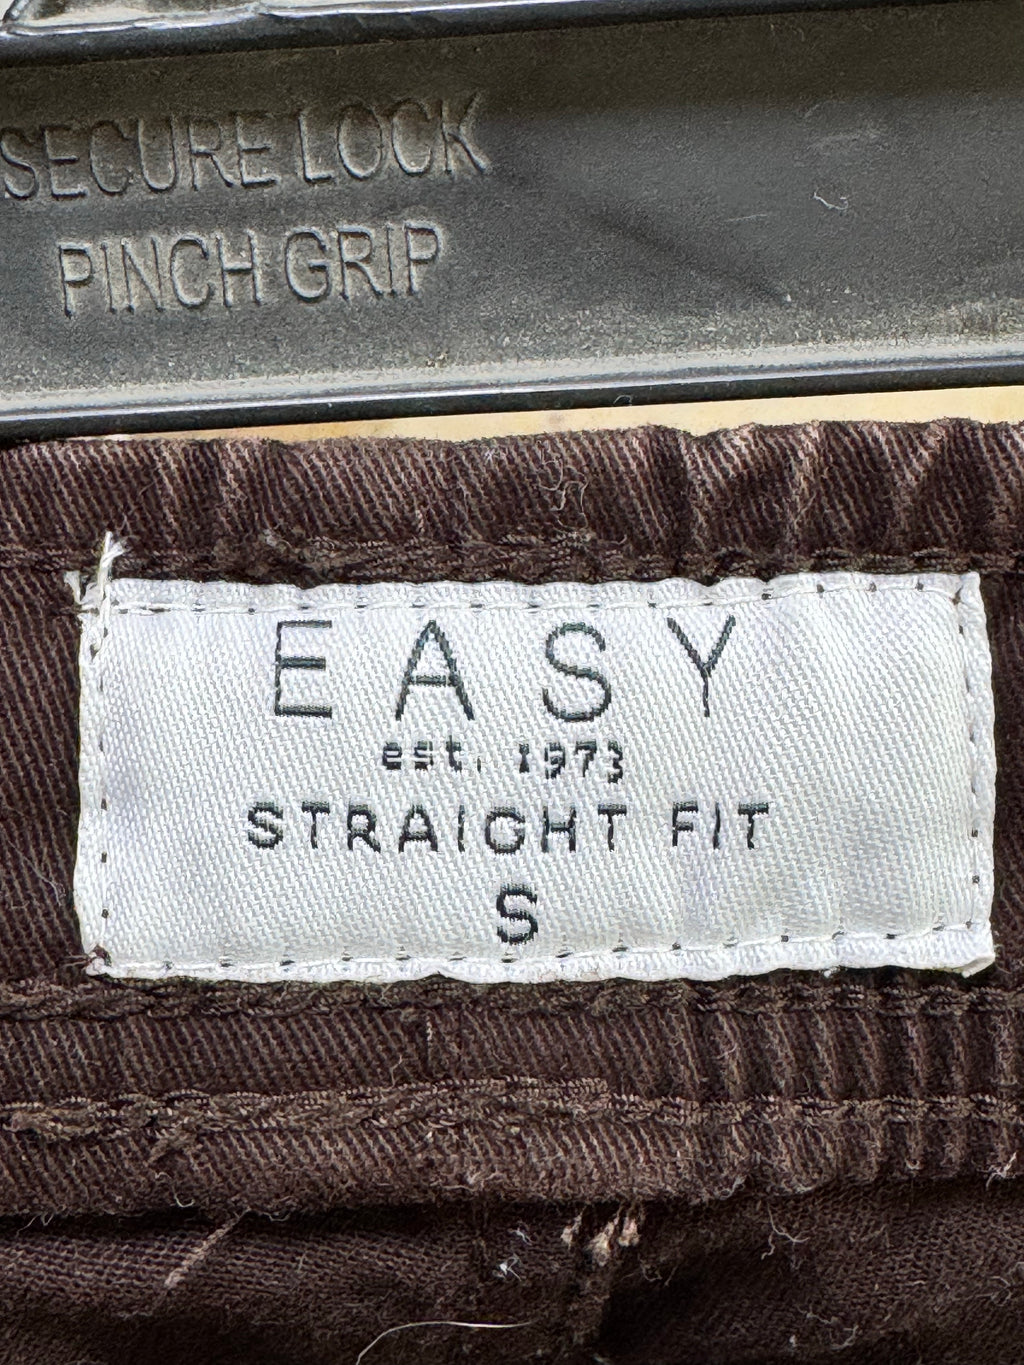 SECURE LOCK
PINCH GRIP
EASY
est. 1973
STRAIGHT FIT
S